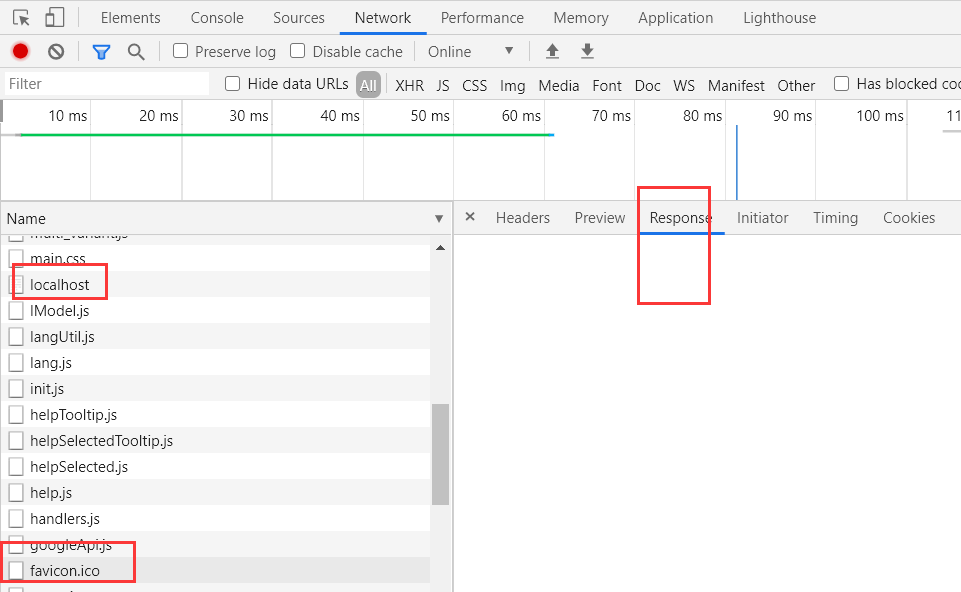 Elements Console Sources Network Performance Memory Application Lighthouse
Preserve log Disable cache Online
Filter Hide data URLs All XHR JS CSS Img Media Font Doc WS Manifest Other Has blocked coo
10 ms 20 ms 30 ms 40 ms 50 ms 60 ms 70 ms 80 ms 90 ms 100 ms 11
Name Headers Preview Response Initiator Timing Cookies
multi_variant.js
main.css
localhost
lModel.js
langUtil.js
lang.js
init.js
helpTooltip.js
helpSelectedTooltip.js
helpSelected.js
help.js
handlers.js
googleApi.js
favicon.ico